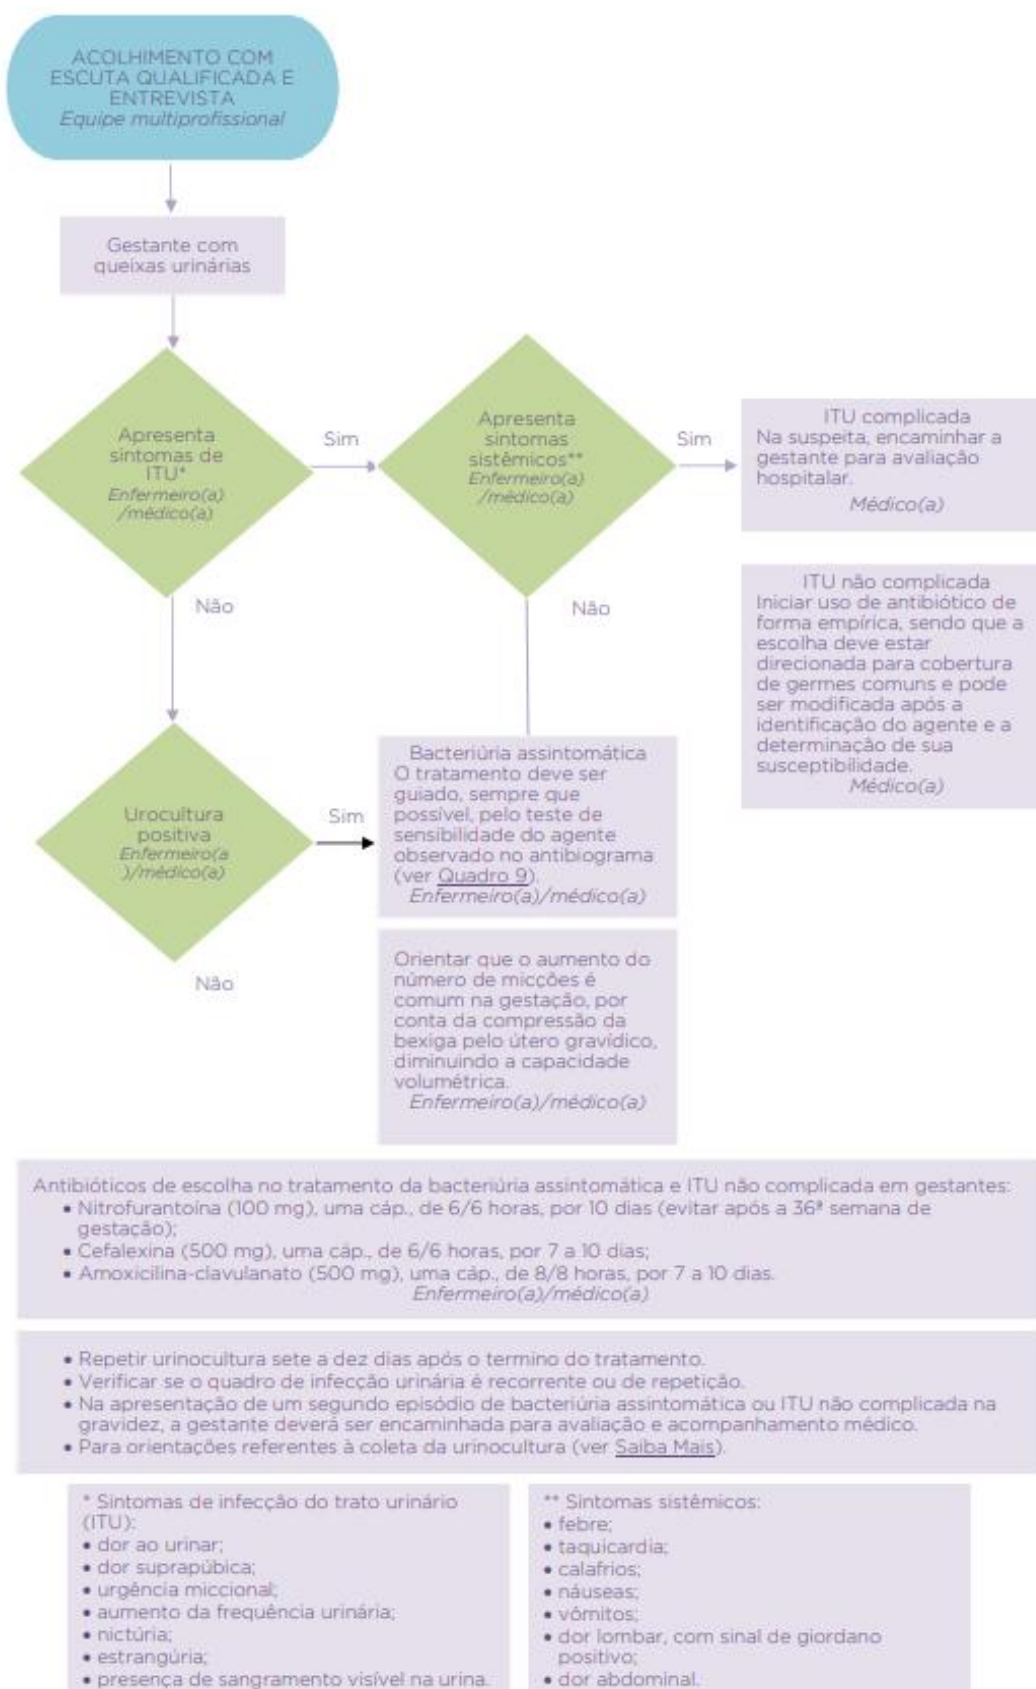 ACOLHIMENTO COM
ESCUTA QUALIFICADA E
ENTREVISTA
Equipe multiprofissional
Gestante com
queixas urinárias
Apresenta
sintomas de
ITU*
Enfermeiro(a)
/médico(a)
Sim
Apresenta
sintomas
sistêmicos**
Enfermeiro(a)
/médico(a)
Sim
ITU complicada
Na suspeita, encaminhar a
gestante para avaliação
hospitalar.
Médico(a)
Não
Não
ITU não complicada
Iniciar uso de antibiótico de
forma empírica, sendo que a
escolha deve estar
direcionada para cobertura
de germes comuns e pode
ser modificada após a
identificação do agente e a
determinação de sua
susceptibilidade.
Médico(a)
Urocultura
positiva
Enfermeiro(a
)/médico(a)
Sim
Bacteriúria assintomática
O tratamento deve ser
guiado, sempre que
possível, pelo teste de
sensibilidade do agente
observado no antibiograma
(ver Quadro 9).
Enfermeiro(a)/médico(a)
Não
Orientar que o aumento do
número de micções é
comum na gestação, por
conta da compressão da
bexiga pelo útero gravídico,
diminuindo a capacidade
volumétrica.
Enfermeiro(a)/médico(a)
Antibióticos de escolha no tratamento da bacteriúria assintomática e ITU não complicada em gestantes:
• Nitrofurantoína (100 mg), uma cáp., de 6/6 horas, por 10 dias (evitar após a 36ª semana de
gestação);
• Cefalexina (500 mg), uma cáp., de 6/6 horas, por 7 a 10 dias;
• Amoxicilina-clavulanato (500 mg), uma cáp., de 8/8 horas, por 7 a 10 dias.
Enfermeiro(a)/médico(a)
• Repetir urinocultura sete a dez dias após o termino do tratamento.
• Verificar se o quadro de infecção urinária é recorrente ou de repetição.
• Na apresentação de um segundo episódio de bacteriúria assintomática ou ITU não complicada na
gravidez, a gestante deverá ser encaminhada para avaliação e acompanhamento médico.
• Para orientações referentes à coleta da urinocultura (ver Saiba Mais).
* Sintomas de infecção do trato urinário
(ITU):
• dor ao urinar;
• dor suprapúbica;
• urgência miccional;
• aumento da frequência urinária;
• nictúria;
• estrangúria;
• presença de sangramento visível na urina.
** Sintomas sistêmicos:
• febre;
• taquicardia;
• calafrios;
• náuseas;
• vômitos;
• dor lombar, com sinal de giordano
positivo;
• dor abdominal.